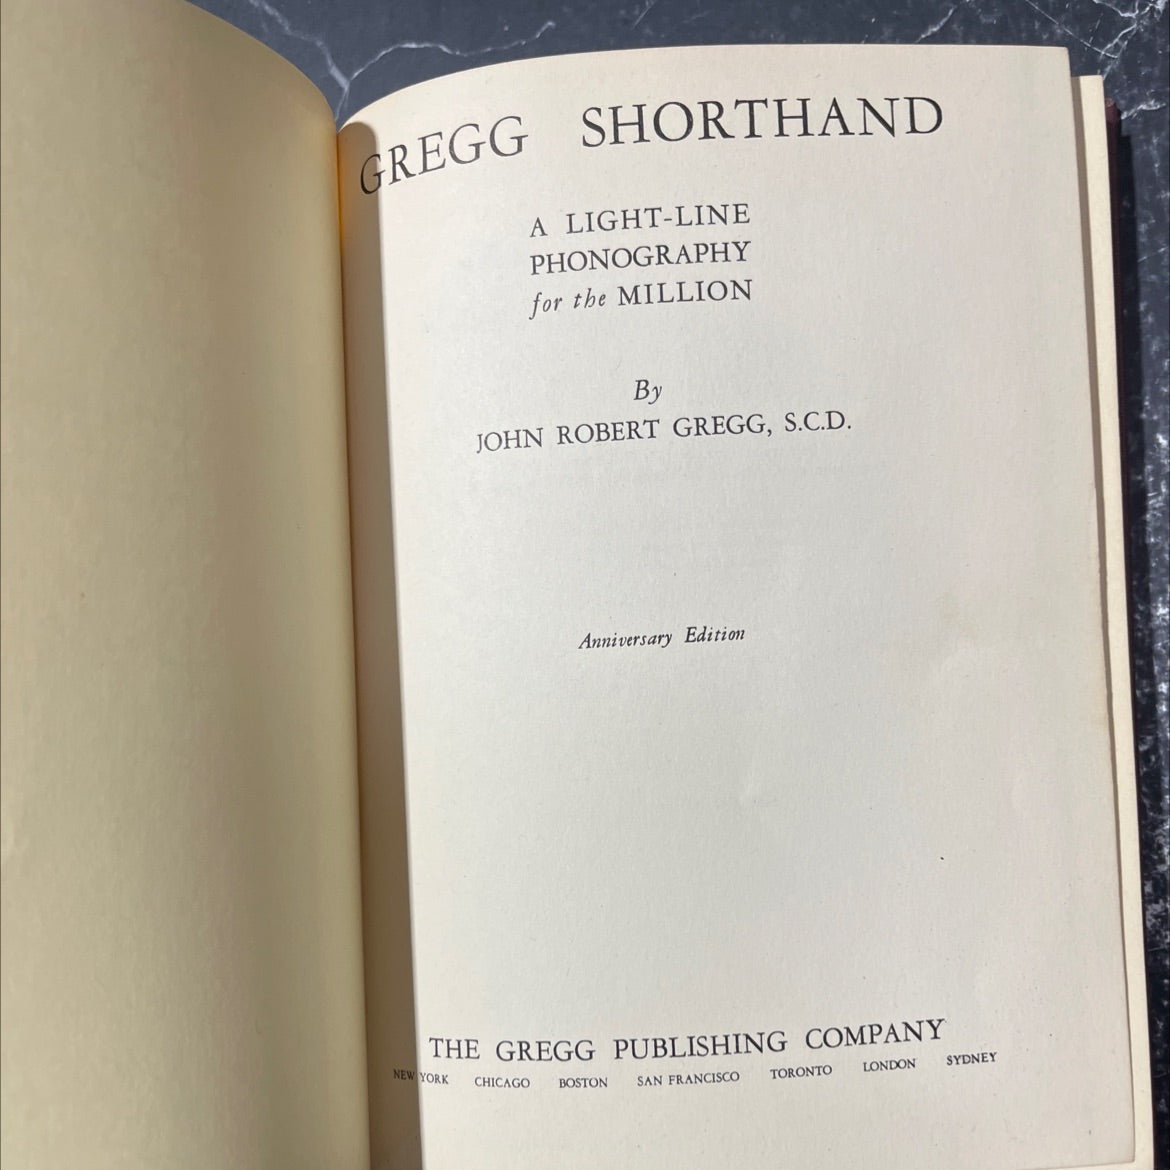 GREGG SHORTHAND
A LIGHT-LINE
PHONOGRAPHY
for the MILLION
By
JOHN ROBERT GREGG, S.C.D.
Anniversary Edition
THE GREGG PUBLISHING COMPANY
NEW YORK CHICAGO BOSTON SAN FRANCISCO TORONTO LONDON SYDNEY